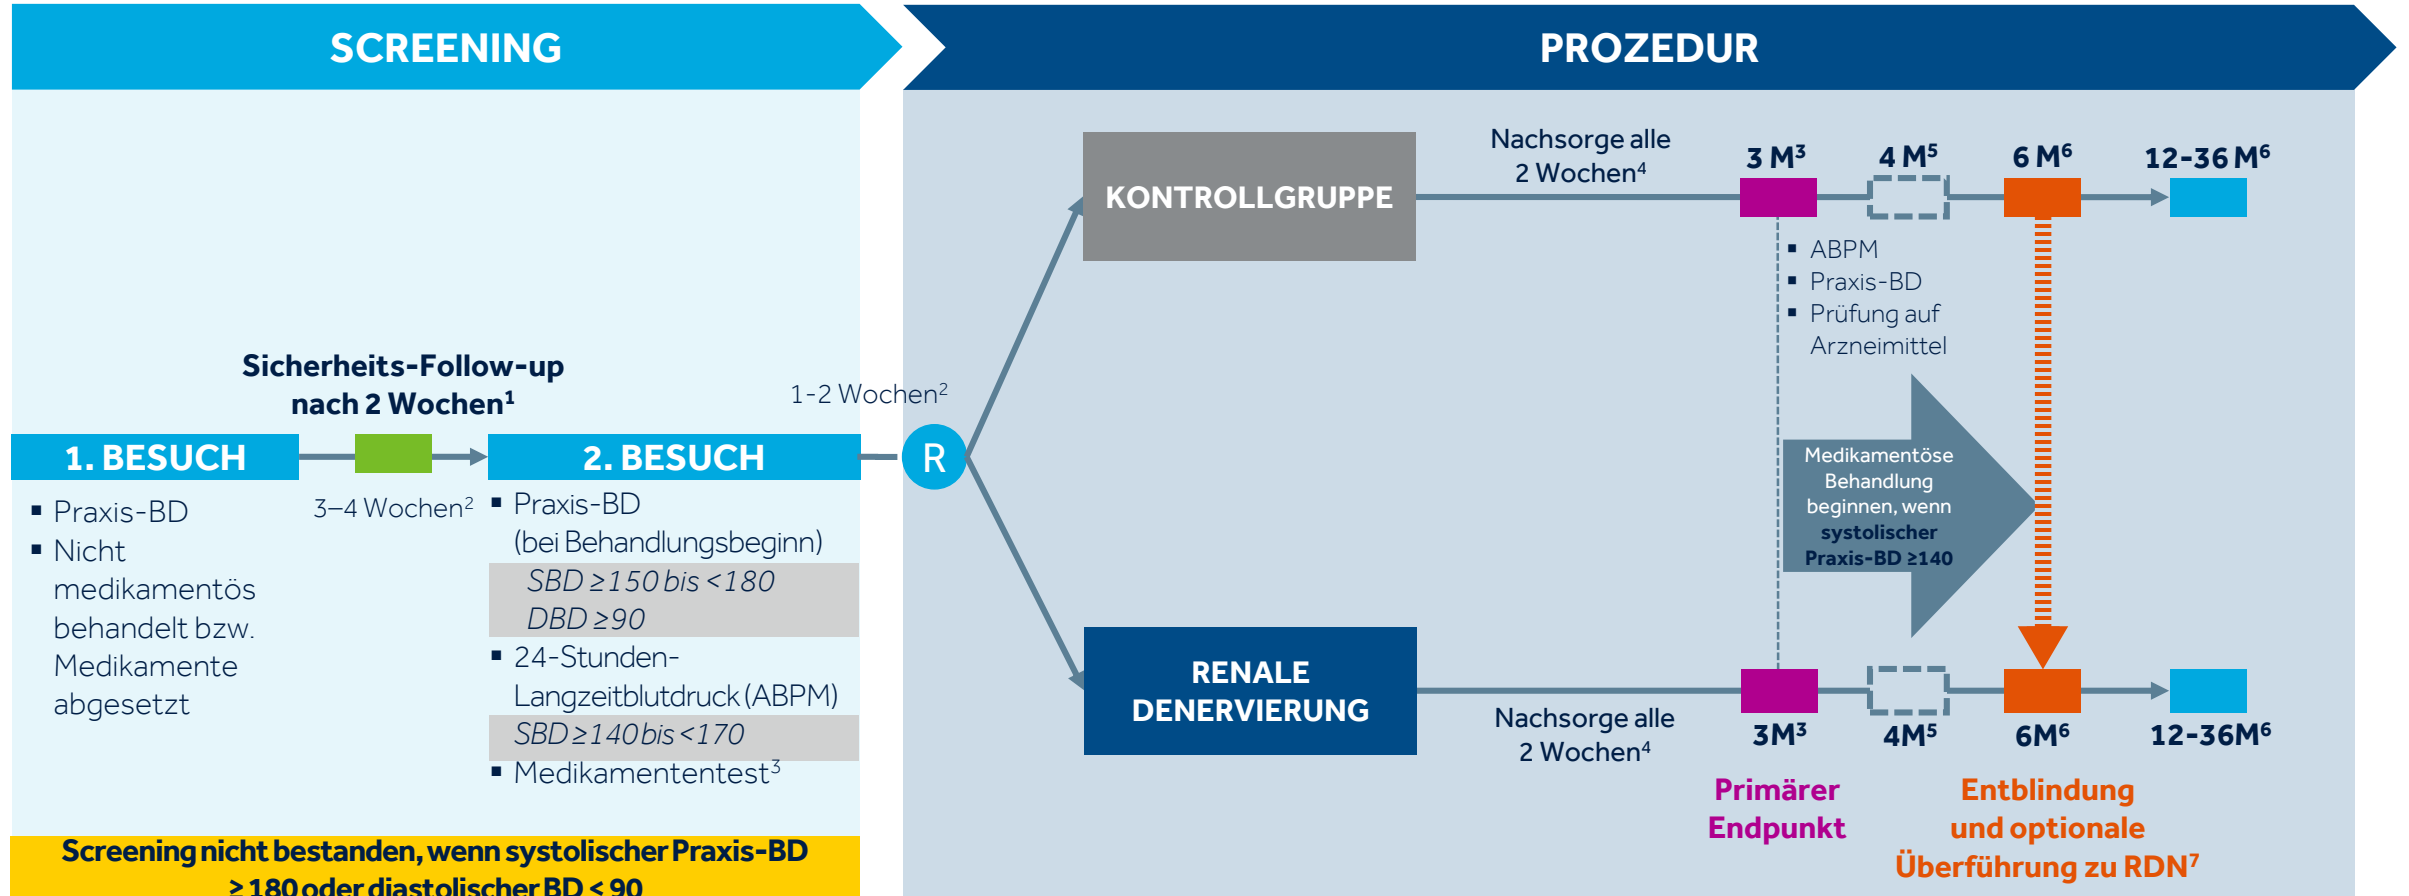 SCREENING
PROZEDUR
Sicherheits-Follow-up
nach 2 Wochen¹
1. BESUCH
3–4 Wochen²
2. BESUCH
1-2 Wochen²
R
▪ Praxis-BD
▪ Nicht
medikamentös
behandelt bzw.
Medikamente
abgesetzt
▪ Praxis-BD
(bei Behandlungsbeginn)
SBD ≥150 bis <180
DBD ≥90
▪ 24-Stunden-
Langzeitblutdruck (ABPM)
SBD ≥140 bis <170
▪ Medikamententest³
Screening nicht bestanden, wenn systolischer Praxis-BD
≥ 180 oder diastolischer BD < 90
KONTROLLGRUPPE
Nachsorge alle
2 Wochen⁴
3 M³
4 M⁵
6 M⁶
12-36 M⁶
▪ ABPM
▪ Praxis-BD
▪ Prüfung auf
Arzneimittel
Medikamentöse
Behandlung
beginnen, wenn
systolischer
Praxis-BD ≥140
RENALE
DENERVIERUNG
Nachsorge alle
2 Wochen⁴
3M³
4M⁵
6M⁶
12-36M⁶
Primärer
Endpunkt
Entblindung
und optionale
Überführung zu RDN⁷